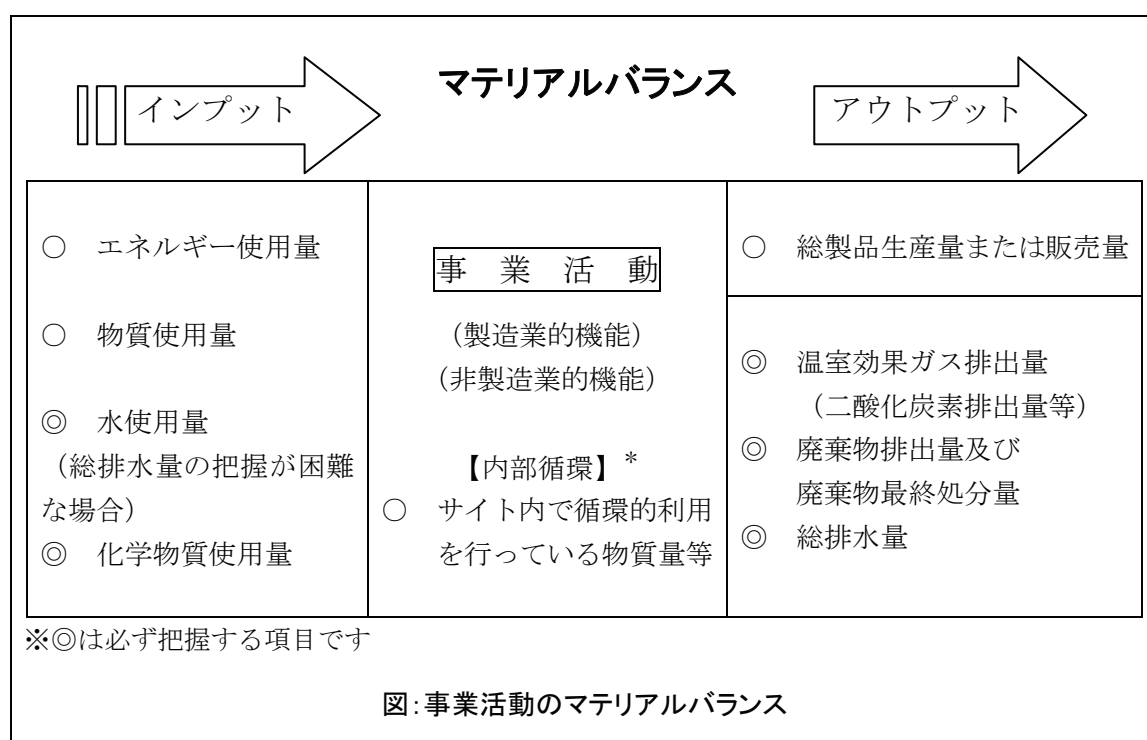 マテリアルバランス
インプット
アウトプット
○ エネルギー使用量
○ 物質使用量
◎ 水使用量
（総排水量の把握が困難
な場合）
◎ 化学物質使用量
事 業 活 動
（製造業的機能）
（非製造業的機能）
【内部循環】*
○ サイト内で循環的利用
を行っている物質量等
○ 総製品生産量または販売量
◎ 温室効果ガス排出量
（二酸化炭素排出量等）
◎ 廃棄物排出量及び
廃棄物最終処分量
◎ 総排水量
※◎は必ず把握する項目です
図：事業活動のマテリアルバランス